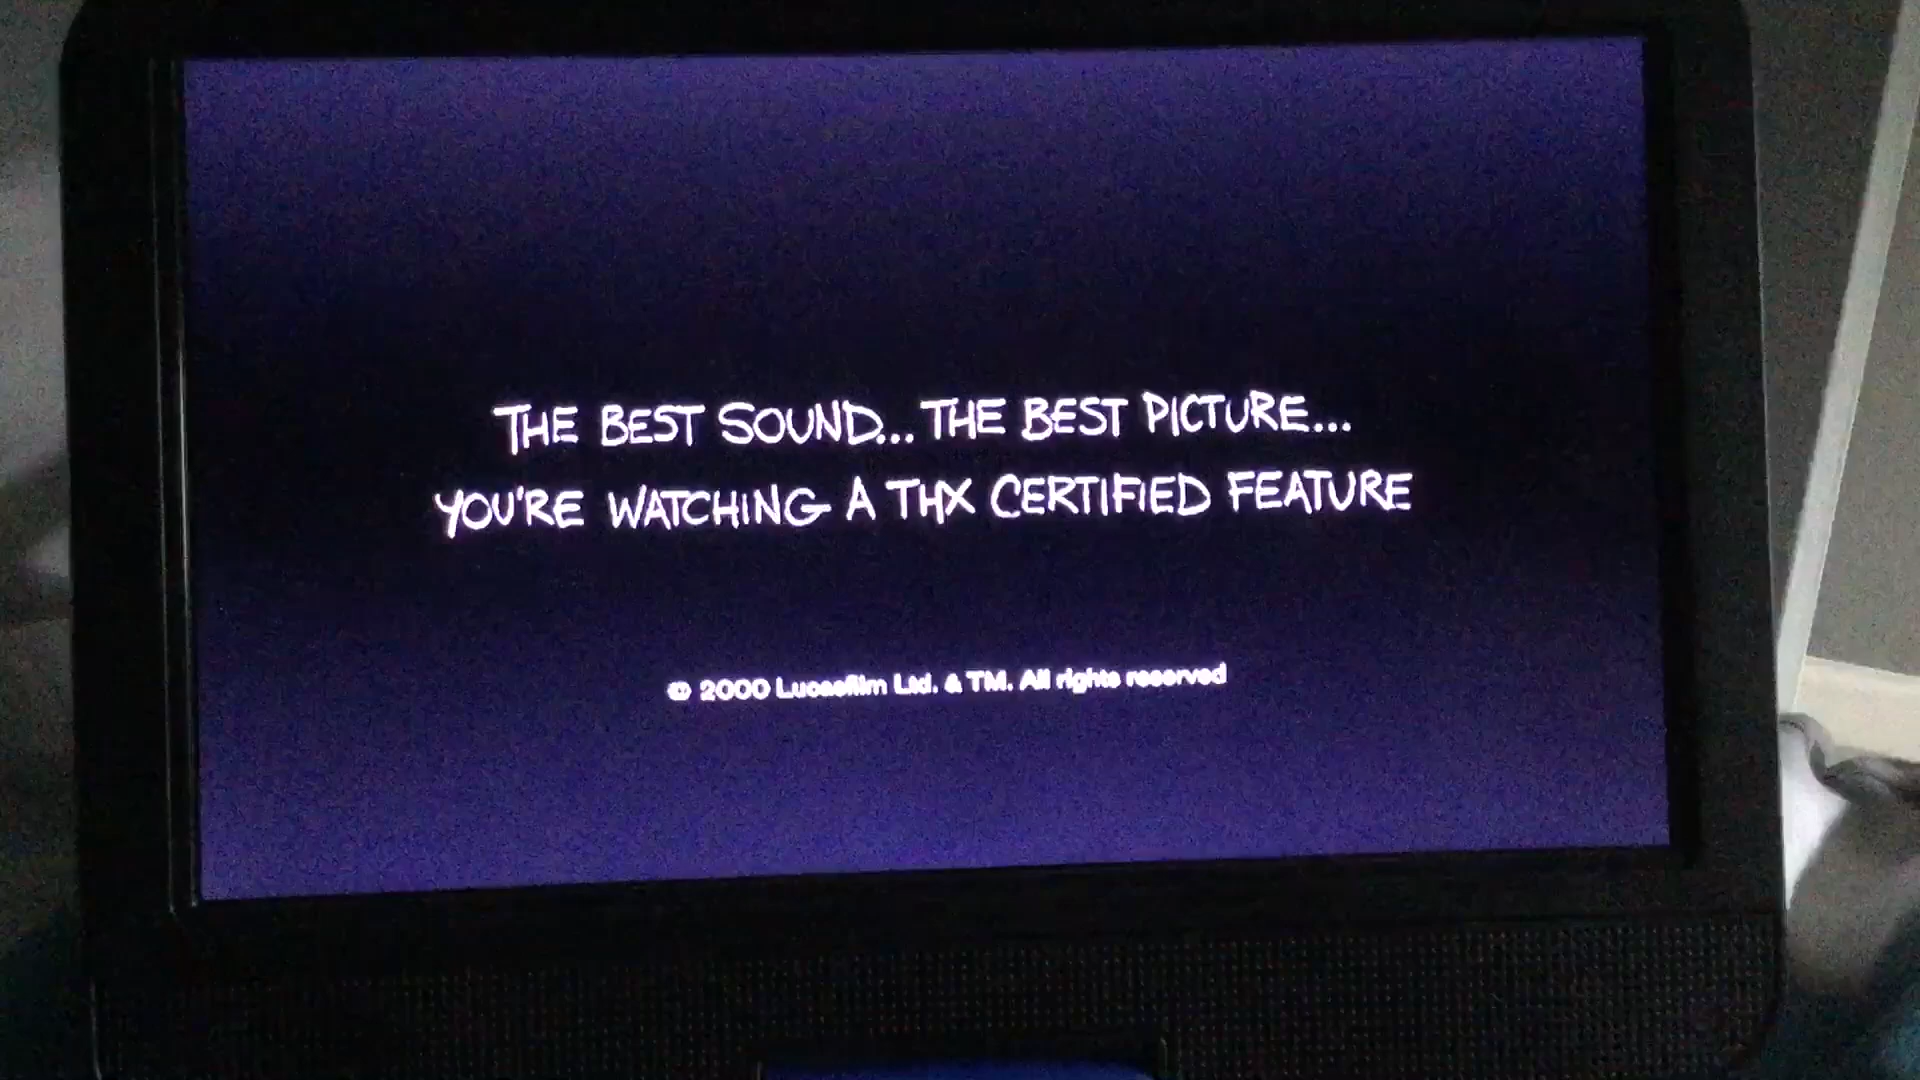 THE BEST SOUND... THE BEST PICTURE...
YOU'RE WATCHING A THX CERTIFIED FEATURE
© 2000 Lucasfilm Ltd. & TM. All rights reserved